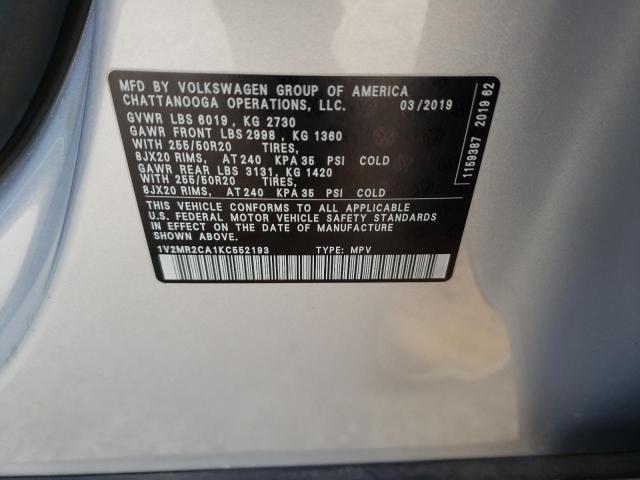 MFD BY VOLKSWAGEN GROUP OF AMERICA
CHATTANOOGA OPERATIONS, LLC. 03/2019
GVWR LBS 6019, KG 2730
GAWR FRONT LBS 2998, KG 1360
WITH 255/50R20 TIRES,
8JX20 RIMS, AT 240 KPA 35 PSI COLD
GAWR REAR LBS 3131, KG 1420
WITH 255/50R20 TIRES,
8JX20 RIMS, AT 240 KPA 35 PSI COLD
THIS VEHICLE CONFORMS TO ALL APPLICABLE
U.S. FEDERAL MOTOR VEHICLE SAFETY STANDARDS
IN EFFECT ON THE DATE OF MANUFACTURE
SHOWN ABOVE.
1V2MR2CA1KC552193 TYPE: MPV
1159387 2019 62